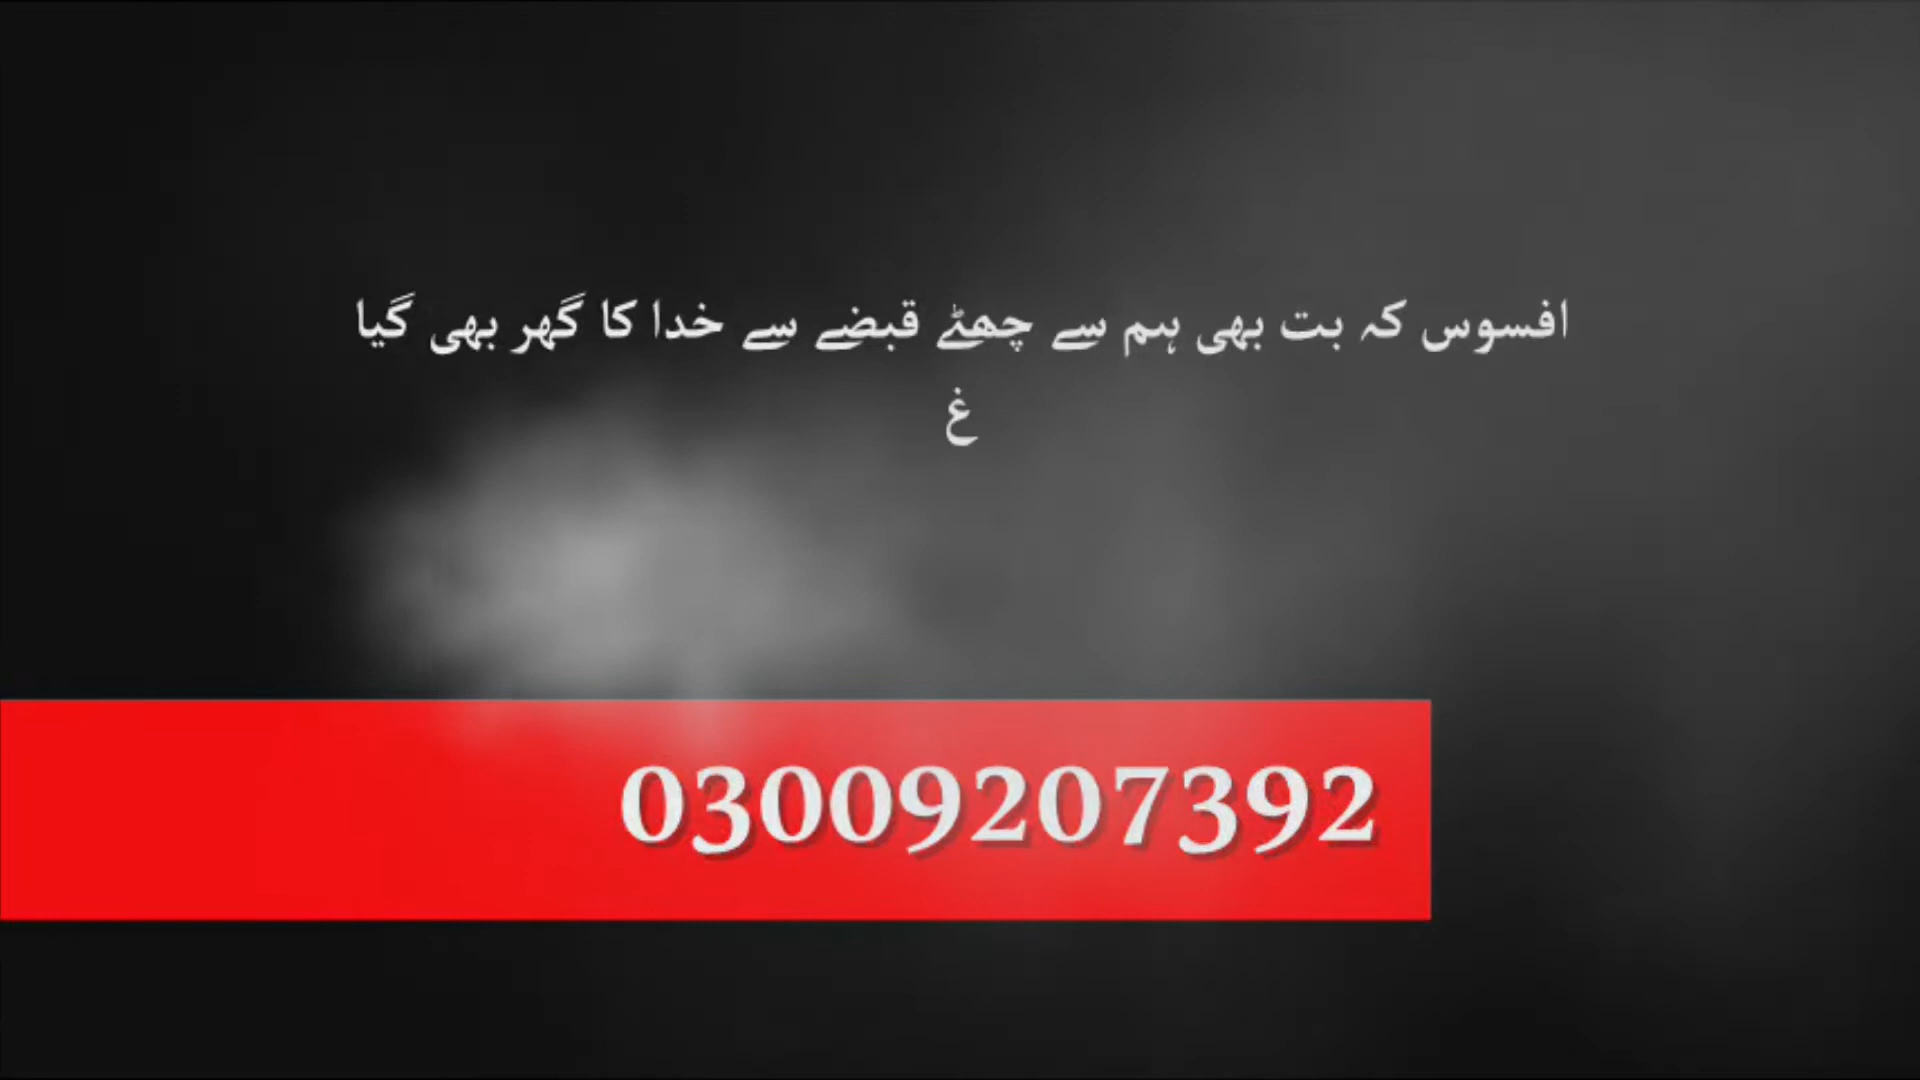 افسوس کہ بت بھی ہم سے چھٹے قبضے سے خدا کا گھر بھی گیا
غ
03009207392